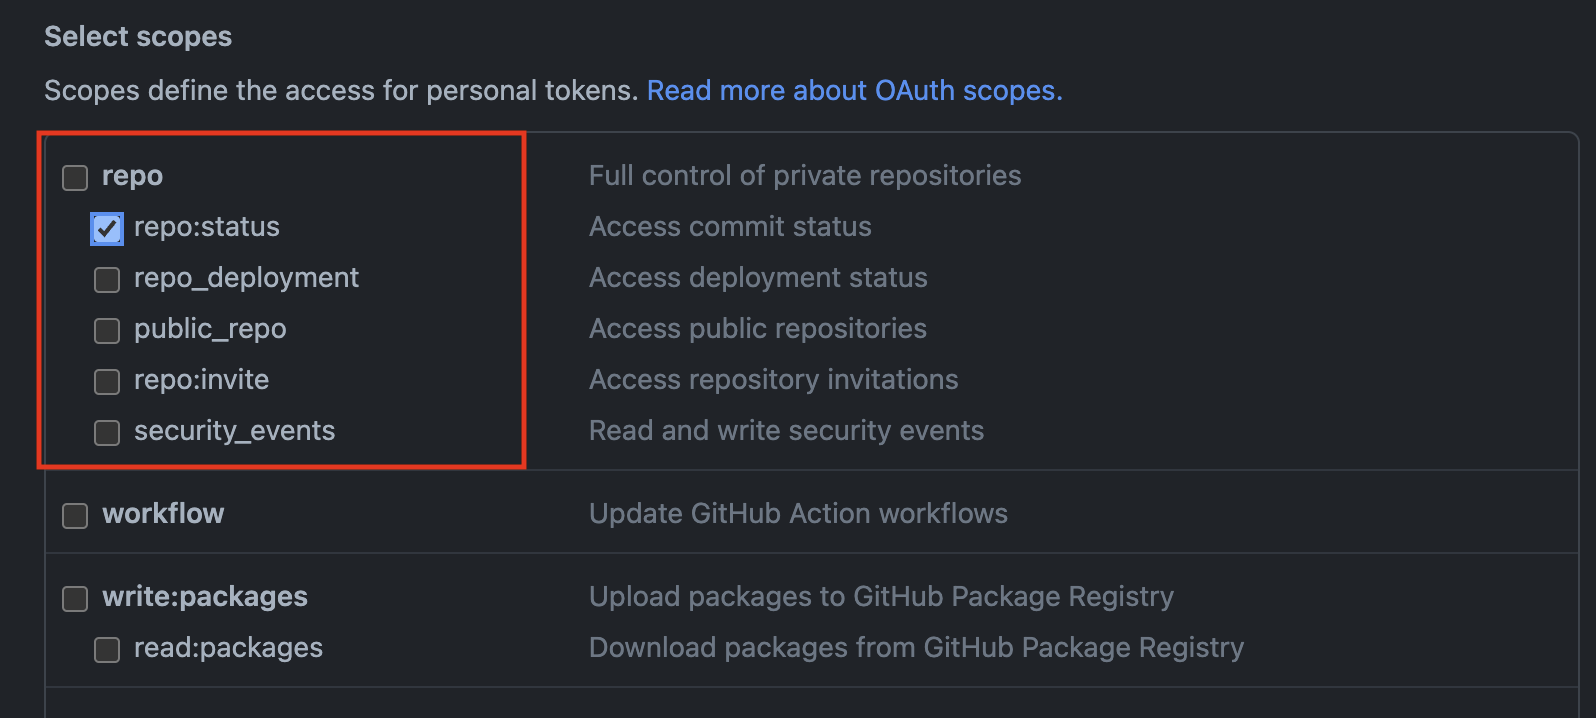 Select scopes
Scopes define the access for personal tokens. Read more about OAuth scopes.
repo Full control of private repositories
repo:status Access commit status
repo_deployment Access deployment status
public_repo Access public repositories
repo:invite Access repository invitations
security_events Read and write security events
workflow Update GitHub Action workflows
write:packages Upload packages to GitHub Package Registry
read:packages Download packages from GitHub Package Registry